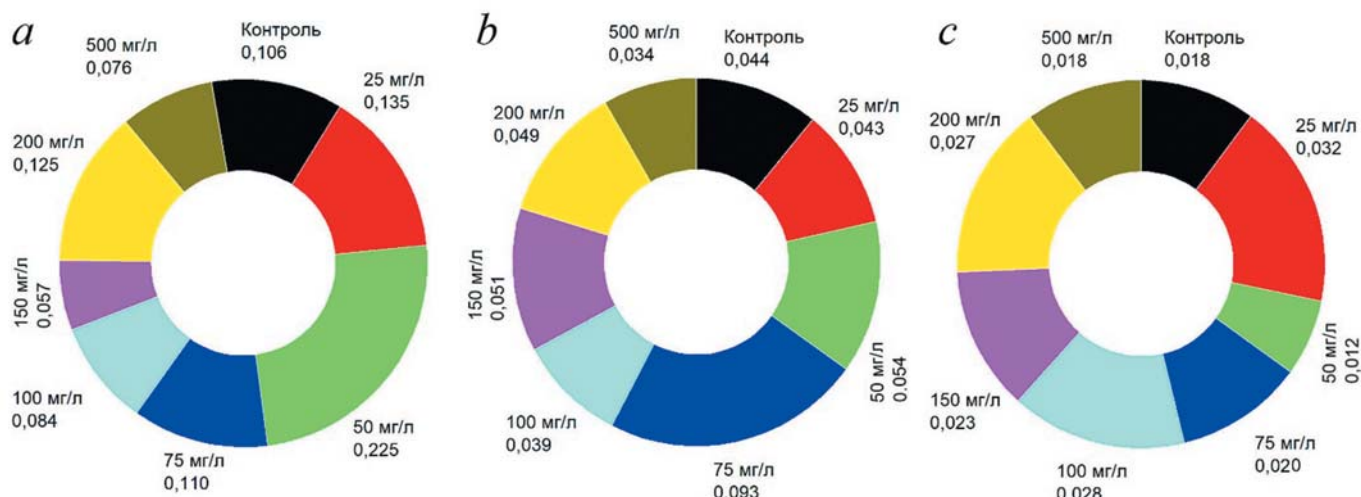 a
Контроль
0,106
25 мг/л
0,135
50 мг/л
0,225
75 мг/л
0,110
100 мг/л
0,084
150 мг/л
0,057
200 мг/л
0,125
500 мг/л
0,076
b
Контроль
0,044
25 мг/л
0,043
50 мг/л
0,054
75 мг/л
0,093
100 мг/л
0,039
150 мг/л
0,051
200 мг/л
0,049
500 мг/л
0,034
c
Контроль
0,018
25 мг/л
0,032
50 мг/л
0,012
75 мг/л
0,020
100 мг/л
0,028
150 мг/л
0,023
200 мг/л
0,027
500 мг/л
0,018